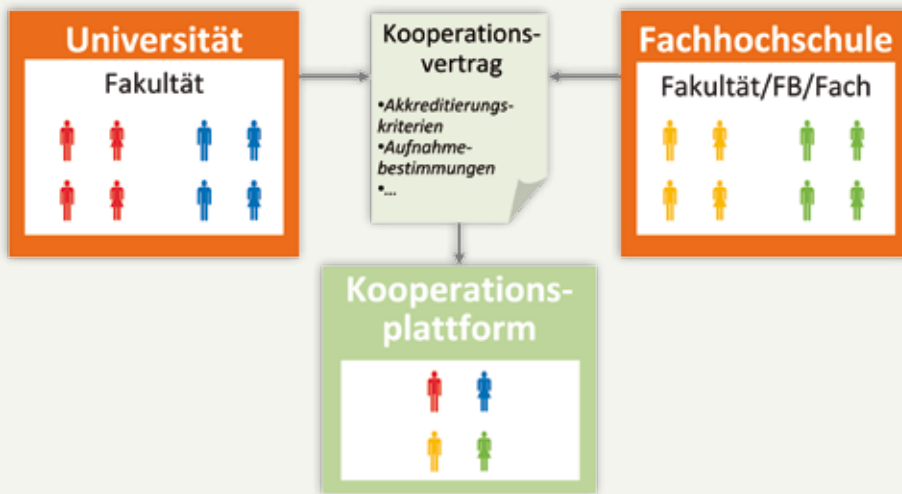 Universität
Fakultät
Kooperations-
vertrag
•Akkreditierungs-
kriterien
•Aufnahme-
bestimmungen
•...
Fachhochschule
Fakultät/FB/Fach
Kooperations-
plattform